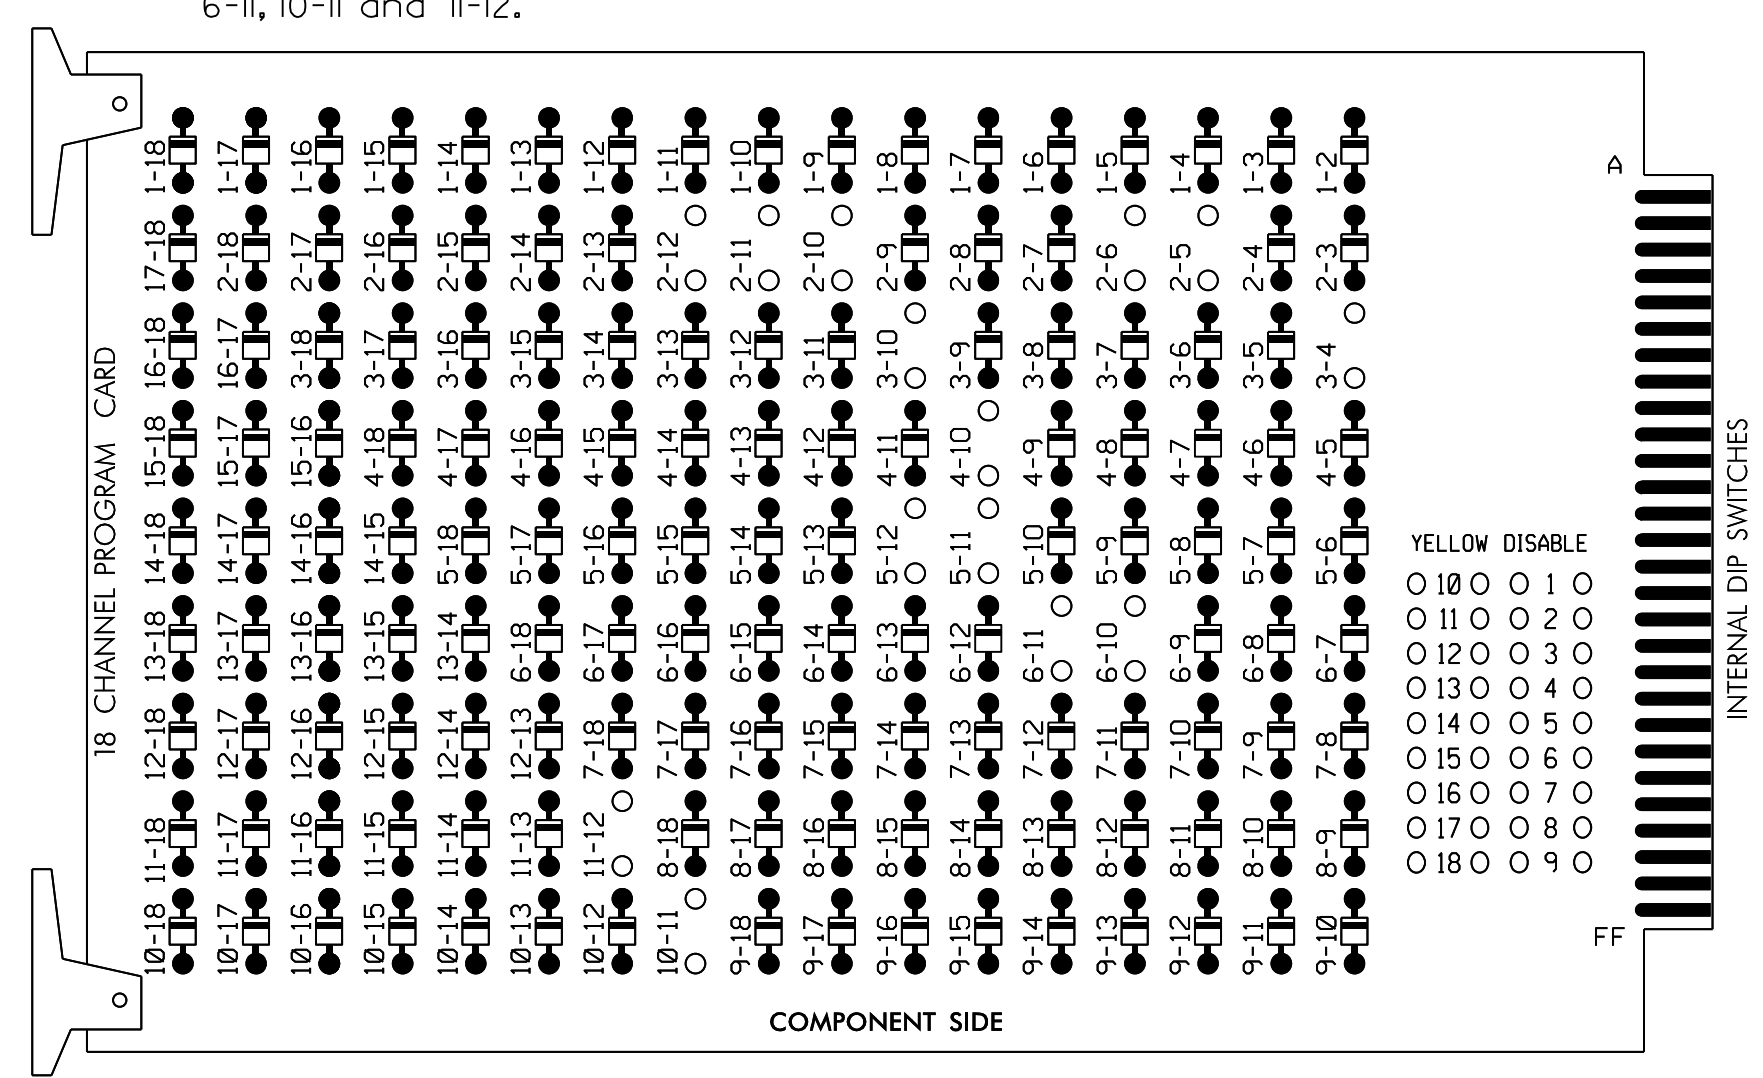 6-11, 10-11 and 11-12.
1-18 1-17 1-16 1-15 1-14 1-13 1-12 1-11 1-10 1-9 1-8 1-7 1-6 1-5 1-4 1-3 1-2
17-18 2-18 2-17 2-16 2-15 2-14 2-13 2-12 2-11 2-10 2-9 2-8 2-7 2-6 2-5 2-4 2-3
16-18 16-17 3-18 3-17 3-16 3-15 3-14 3-13 3-12 3-11 3-10 3-9 3-8 3-7 3-6 3-5 3-4
15-18 15-17 15-16 4-18 4-17 4-16 4-15 4-14 4-13 4-12 4-11 4-10 4-9 4-8 4-7 4-6 4-5
14-18 14-17 14-16 14-15 5-18 5-17 5-16 5-15 5-14 5-13 5-12 5-11 5-10 5-9 5-8 5-7 5-6
13-18 13-17 13-16 13-15 13-14 6-18 6-17 6-16 6-15 6-14 6-13 6-12 6-11 6-10 6-9 6-8 6-7
12-18 12-17 12-16 12-15 12-14 12-13 7-18 7-17 7-16 7-15 7-14 7-13 7-12 7-11 7-10 7-9 7-8
11-18 11-17 11-16 11-15 11-14 11-13 11-12 8-18 8-17 8-16 8-15 8-14 8-13 8-12 8-11 8-10 8-9
10-18 10-17 10-16 10-15 10-14 10-13 10-12 10-11 9-18 9-17 9-16 9-15 9-14 9-13 9-12 9-11 9-10
18 CHANNEL PROGRAM CARD
A
YELLOW DISABLE
10 1
11 2
12 3
13 4
14 5
15 6
16 7
17 8
18 9
FF
INTERNAL DIP SWITCHES
COMPONENT SIDE